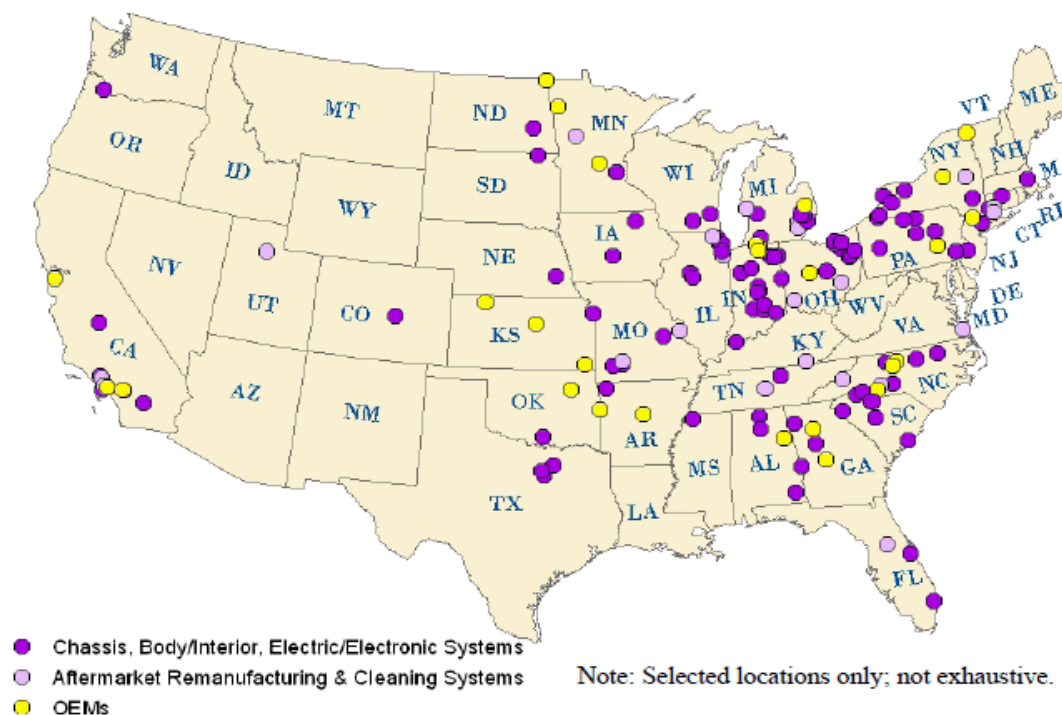 WA
MT
ND
MN
VT
ME
OR
ID
SD
WI
MI
NY
NH
M
WY
IA
PA
CT
RI
NV
UT
NE
IL
IN
OH
NJ
CO
KS
MO
WV
DE
MD
CA
KY
VA
AZ
NM
OK
TN
NC
AR
SC
TX
LA
MS
AL
GA
FL
Chassis, Body/Interior, Electric/Electronic Systems
Aftermarket Remanufacturing & Cleaning Systems
OEMs
Note: Selected locations only; not exhaustive.